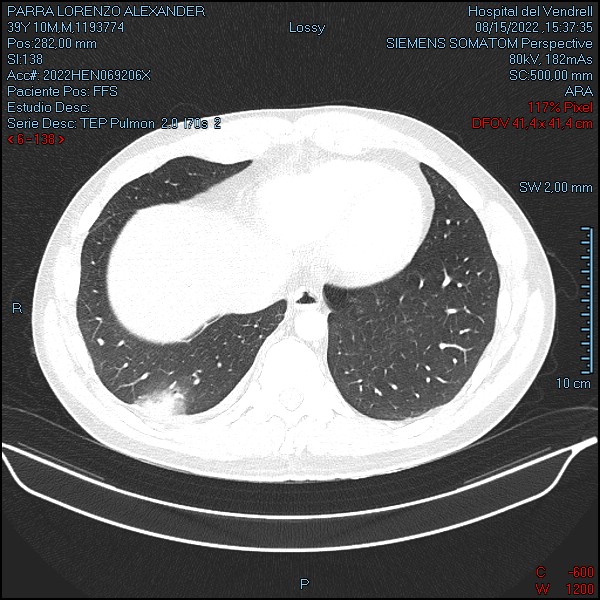 PARRA LORENZO ALEXANDER
39Y 10M,M,1193774
Pos:282,00 mm
SI:138
Acc#: 2022HEN069206X
Paciente Pos: FFS
Estudio Desc:
Serie Desc: TEP Pulmon 2.0 I70s 2
< 6-138 >
Lossy
Hospital del Vendrell
08/15/2022 ,15:37:35
SIEMENS SOMATOM Perspective
80kV, 182mAs
SC:500,00 mm
ARA
117% Pixel
DFOV 41,4 x 41,4 cm
SW 2,00 mm
R
10 cm
P
C -600
W 1200